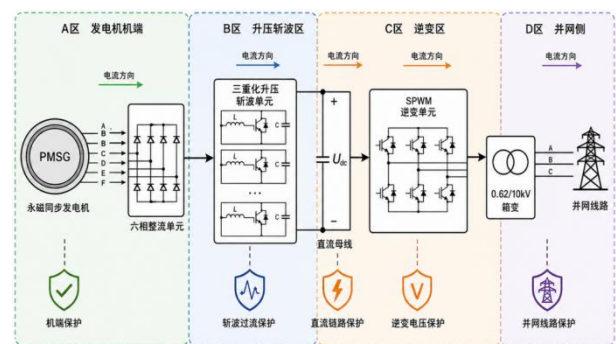 A区 发电机机端
B区 升压斩波区
C区 逆变区
D区 并网侧
电流方向
电流方向
电流方向
电流方向
电流方向
三重化升压
斩波单元
SPWM
逆变单元
PMSG
A
B
B
C
D
E
F
L
C
L
C
...
L
C
+
Udc
−
A
B
C
永磁同步发电机
六相整流单元
直流母线
0.62/10kV
箱变
并网线路
机端保护
斩波过流保护
直流链路保护
V
逆变电压保护
并网线路保护